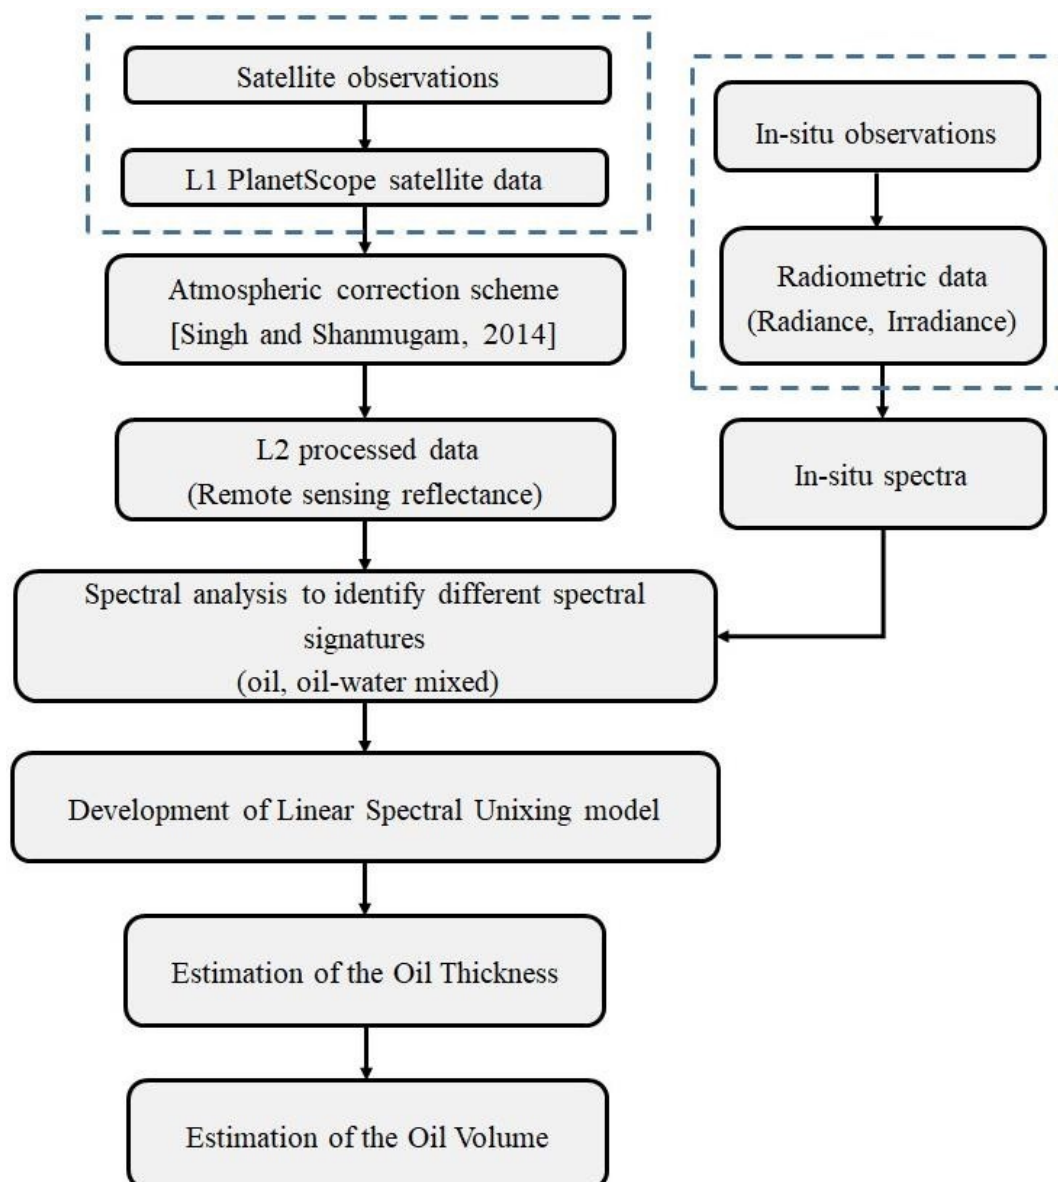 Satellite observations
L1 PlanetScope satellite data
Atmospheric correction scheme
[Singh and Shanmugam, 2014]
L2 processed data
(Remote sensing reflectance)
In-situ observations
Radiometric data
(Radiance, Irradiance)
In-situ spectra
Spectral analysis to identify different spectral
signatures
(oil, oil-water mixed)
Development of Linear Spectral Unixing model
Estimation of the Oil Thickness
Estimation of the Oil Volume